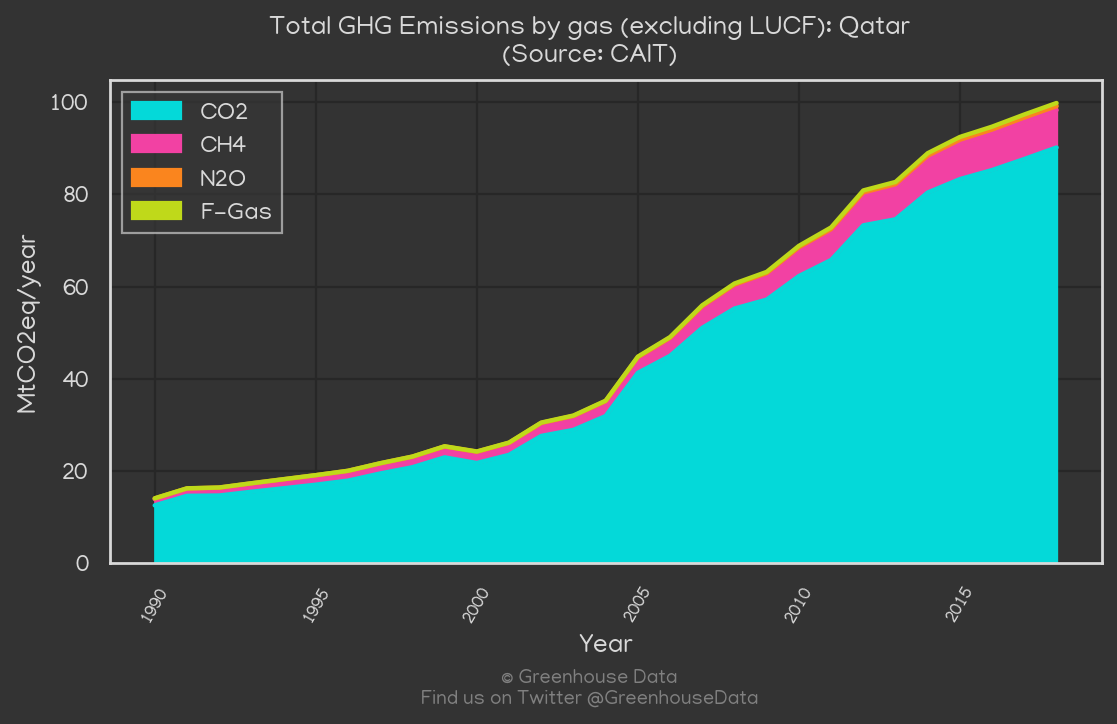 Total GHG Emissions by gas (excluding LUCF): Qatar
(Source: CAIT)
CO2
CH4
N2O
F-Gas
MtCO2eq/year
100
80
60
40
20
0
1990
1995
2000
2005
2010
2015
Year
© Greenhouse Data
Find us on Twitter @GreenhouseData